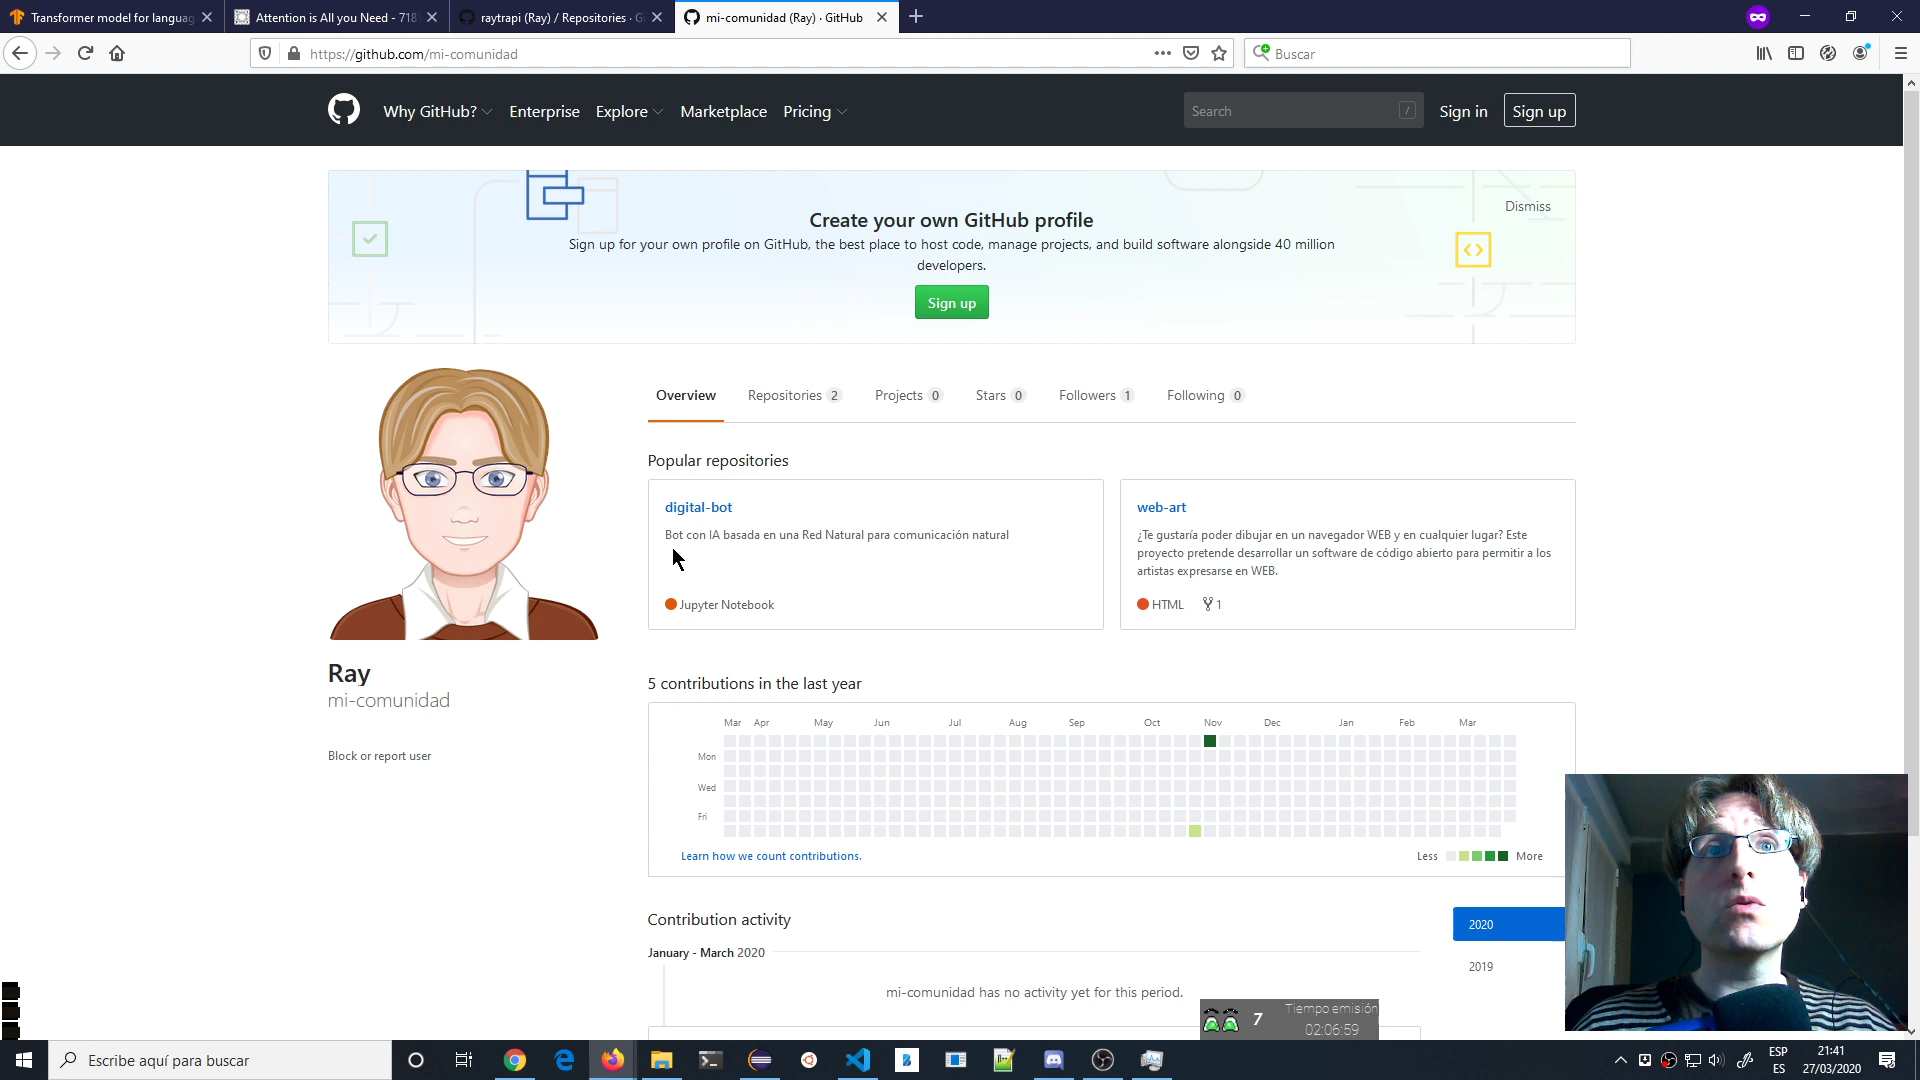 Transformer model for languag
Attention is All you Need - 718
raytrapi (Ray) / Repositories · G
mi-comunidad (Ray) · GitHub
https://github.com/mi-comunidad
Buscar
Why GitHub?
Enterprise
Explore
Marketplace
Pricing
Search
/
Sign in
Sign up
Create your own GitHub profile
Dismiss
Sign up for your own profile on GitHub, the best place to host code, manage projects, and build software alongside 40 million
developers.
Sign up
Overview
Repositories 2
Projects 0
Stars 0
Followers 1
Following 0
Popular repositories
digital-bot
Bot con IA basada en una Red Natural para comunicación natural
Jupyter Notebook
web-art
¿Te gustaría poder dibujar en un navegador WEB y en cualquier lugar? Este
proyecto pretende desarrollar un software de código abierto para permitir a los
artistas expresarse en WEB.
HTML
1
Ray
mi-comunidad
Block or report user
5 contributions in the last year
Mar Apr May Jun Jul Aug Sep Oct Nov Dec Jan Feb Mar
Mon
Wed
Fri
Learn how we count contributions.
Less
More
Contribution activity
2020
2019
January - March 2020
mi-comunidad has no activity yet for this period.
7
Tiempo emisión
02:06:59
Escribe aquí para buscar
ESP
ES
21:41
27/03/2020